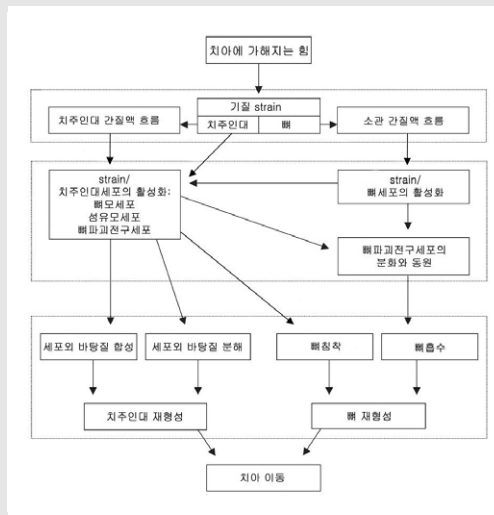 치아에 가해지는 힘
기질 strain
치주인대 간질액 흐름
치주인대
뼈
소관 간질액 흐름
strain/
치주인대세포의 활성화:
뼈모세포
섬유모세포
뼈파괴전구세포
strain/
뼈세포의 활성화
뼈파괴전구세포의
분화와 동원
세포외 바탕질 합성
세포외 바탕질 분해
뼈침착
뼈흡수
치주인대 재형성
뼈 재형성
치아 이동